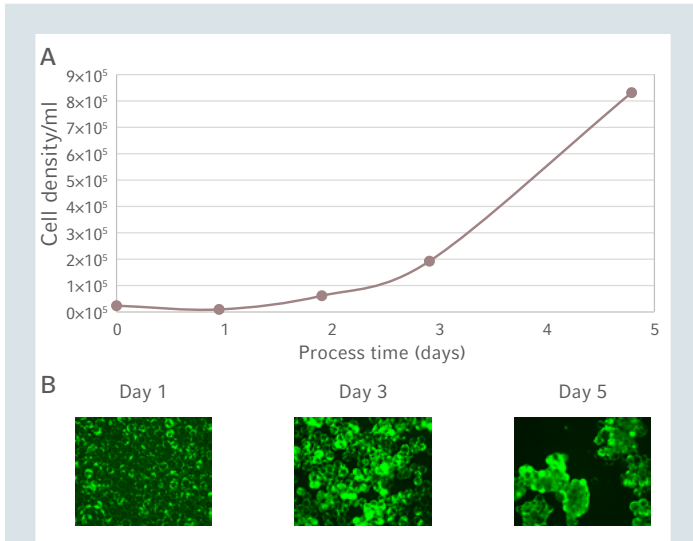 A
9×10⁵
8×10⁵
7×10⁵
6×10⁵
5×10⁵
4×10⁵
3×10⁵
2×10⁵
1×10⁵
0×10⁵
Cell density/ml
0 1 2 3 4 5
Process time (days)
B
Day 1 Day 3 Day 5